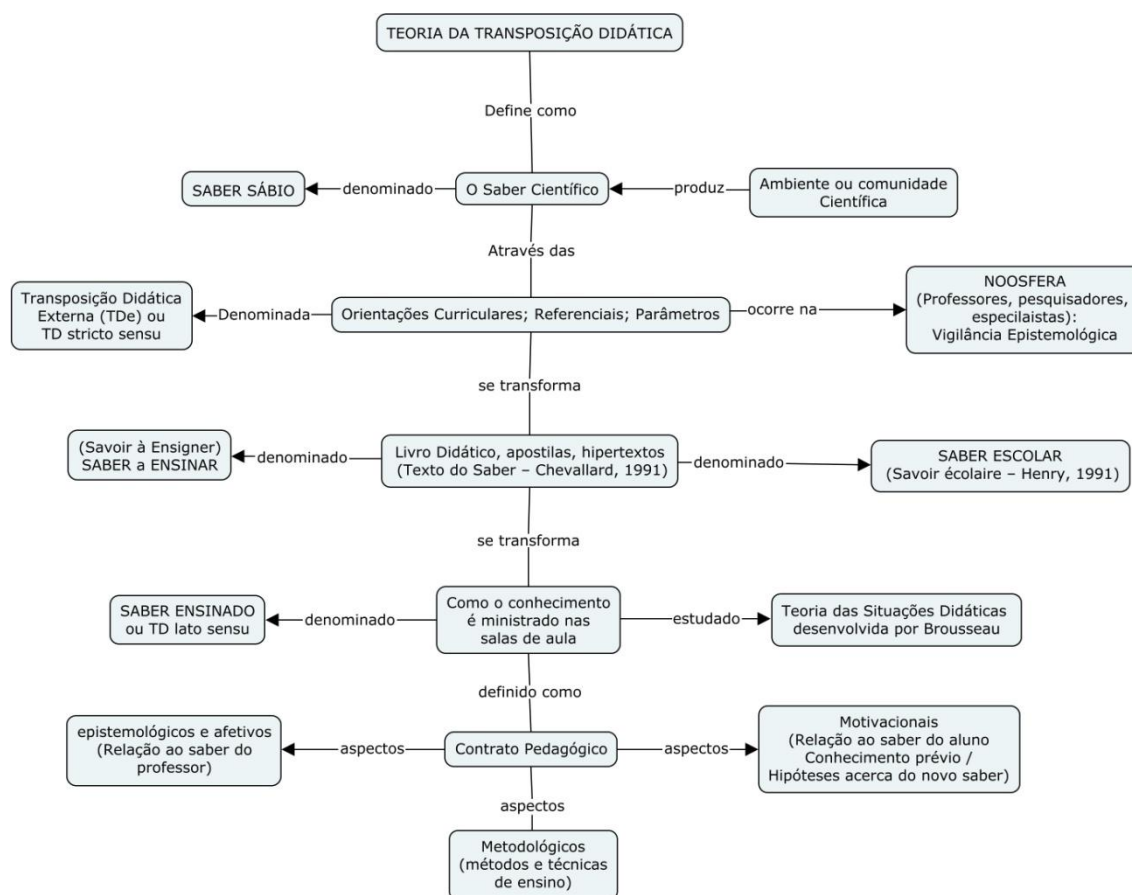 TEORIA DA TRANSPOSIÇÃO DIDÁTICA
Define como
SABER SÁBIO
denominado
O Saber Científico
produz
Ambiente ou comunidade
Científica
Através das
Transposição Didática
Externa (TDe) ou
TD stricto sensu
Denominada
Orientações Curriculares; Referenciais; Parâmetros
ocorre na
NOOSFERA
(Professores, pesquisadores,
especilaistas):
Vigilância Epistemológica
se transforma
(Savoir à Ensigner)
SABER a ENSINAR
denominado
Livro Didático, apostilas, hipertextos
(Texto do Saber – Chevallard, 1991)
denominado
SABER ESCOLAR
(Savoir écolaire – Henry, 1991)
se transforma
SABER ENSINADO
ou TD lato sensu
denominado
Como o conhecimento
é ministrado nas
salas de aula
estudado
Teoria das Situações Didáticas
desenvolvida por Brousseau
definido como
epistemológicos e afetivos
(Relação ao saber do
professor)
aspectos
Contrato Pedagógico
aspectos
Motivacionais
(Relação ao saber do aluno
Conhecimento prévio /
Hipóteses acerca do novo saber)
aspectos
Metodológicos
(métodos e técnicas
de ensino)